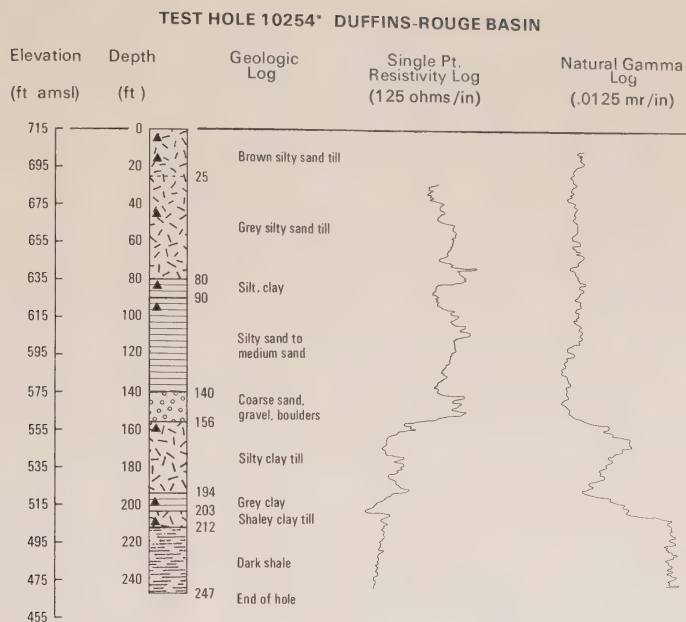 TEST HOLE 10254* DUFFINS-ROUGE BASIN
Elevation
(ft amsl)
Depth
(ft)
Geologic
Log
Single Pt.
Resistivity Log
(125 ohms/in)
Natural Gamma
Log
(.0125 mr/in)
715
695
675
655
635
615
595
575
555
535
515
495
475
455
0
20
40
60
80
100
120
140
160
180
200
220
240
25
80
90
140
156
194
203
212
247
Brown silty sand till
Grey silty sand till
Silt, clay
Silty sand to
medium sand
Coarse sand,
gravel, boulders
Silty clay till
Grey clay
Shaley clay till
Dark shale
End of hole